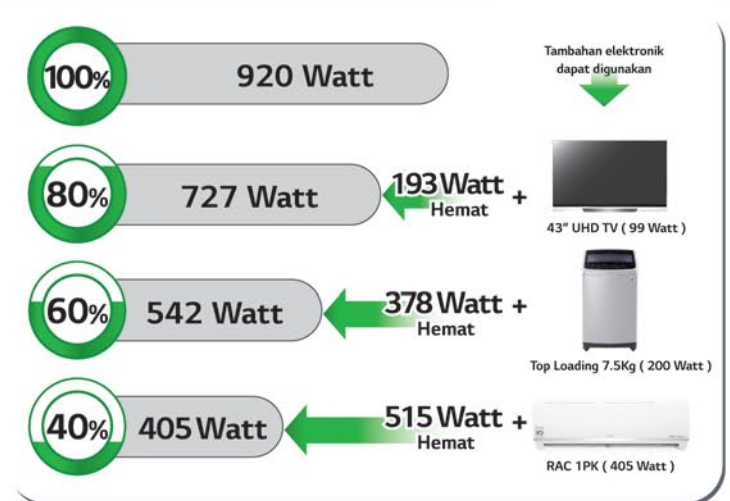 100%
920 Watt
Tambahan elektronik
dapat digunakan
80%
727 Watt
193 Watt
Hemat
+
43" UHD TV ( 99 Watt )
60%
542 Watt
378 Watt
Hemat
+
Top Loading 7.5Kg ( 200 Watt )
40%
405 Watt
515 Watt
Hemat
+
RAC 1PK ( 405 Watt )